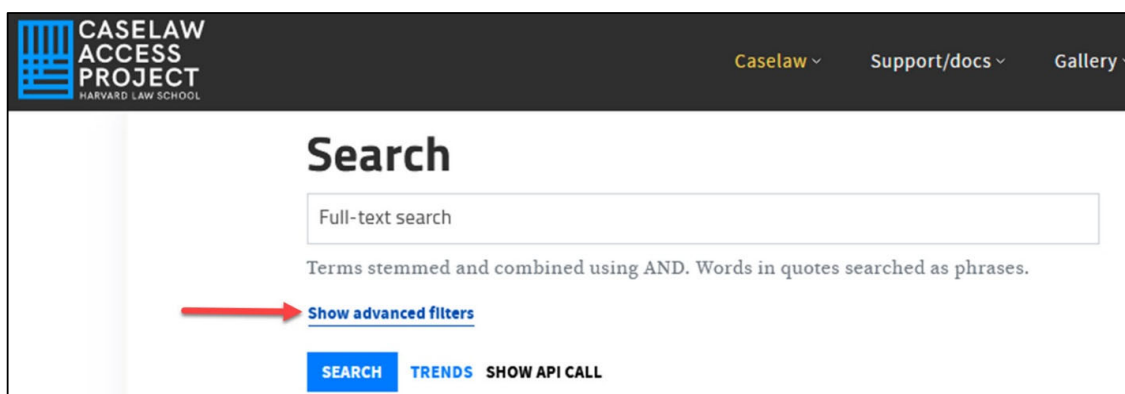 CASELAW
ACCESS
PROJECT
HARVARD LAW SCHOOL
Caselaw Support/docs Gallery
Search
Full-text search
Terms stemmed and combined using AND. Words in quotes searched as phrases.
Show advanced filters
SEARCH TRENDS SHOW API CALL